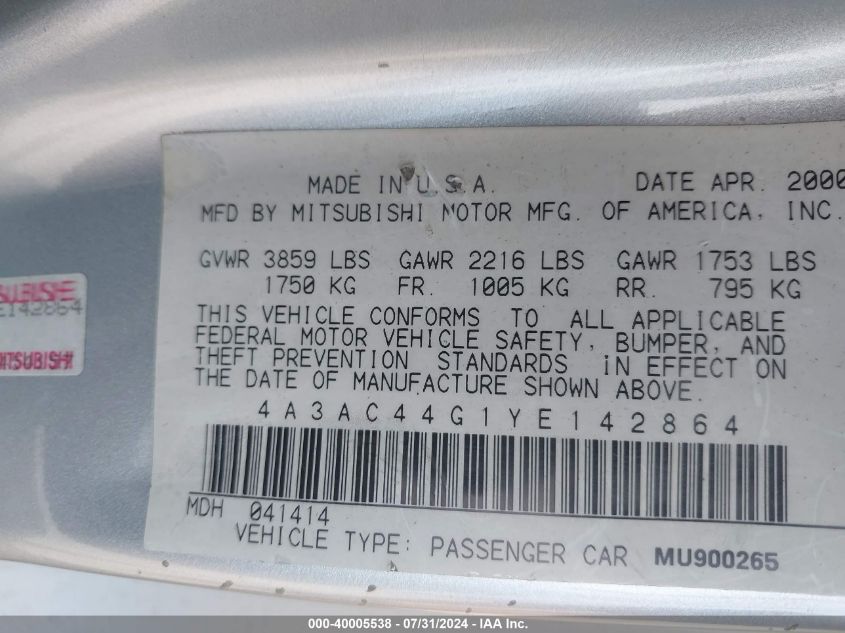 MADE IN U.S.A. DATE APR. 2000
MFD BY MITSUBISHI MOTOR MFG. OF AMERICA, INC.
GVWR 3859 LBS GAWR 2216 LBS GAWR 1753 LBS
1750 KG FR. 1005 KG RR. 795 KG
THIS VEHICLE CONFORMS TO ALL APPLICABLE
FEDERAL MOTOR VEHICLE SAFETY, BUMPER, AND
THEFT PREVENTION STANDARDS IN EFFECT ON
THE DATE OF MANUFACTURE SHOWN ABOVE.
4A3AC44G1YE142864
MDH 041414
VEHICLE TYPE: PASSENGER CAR MU900265
E142864
MITSUBISHI
000-40005538 - 07/31/2024 - IAA Inc.